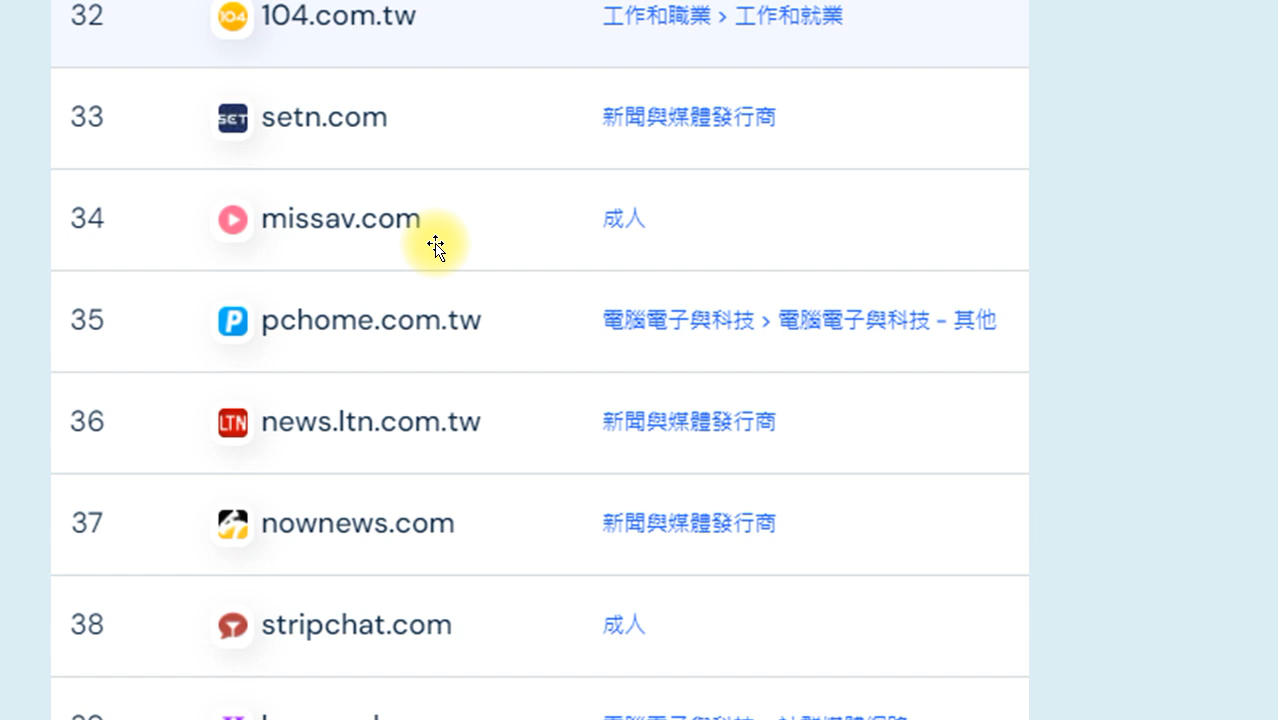 32 104 104.com.tw 工作和職業 > 工作和就業
33 SET setn.com 新聞與媒體發行商
34 missav.com 成人
35 P pchome.com.tw 電腦電子與科技 > 電腦電子與科技 - 其他
36 LTN news.ltn.com.tw 新聞與媒體發行商
37 nownews.com 新聞與媒體發行商
38 stripchat.com 成人